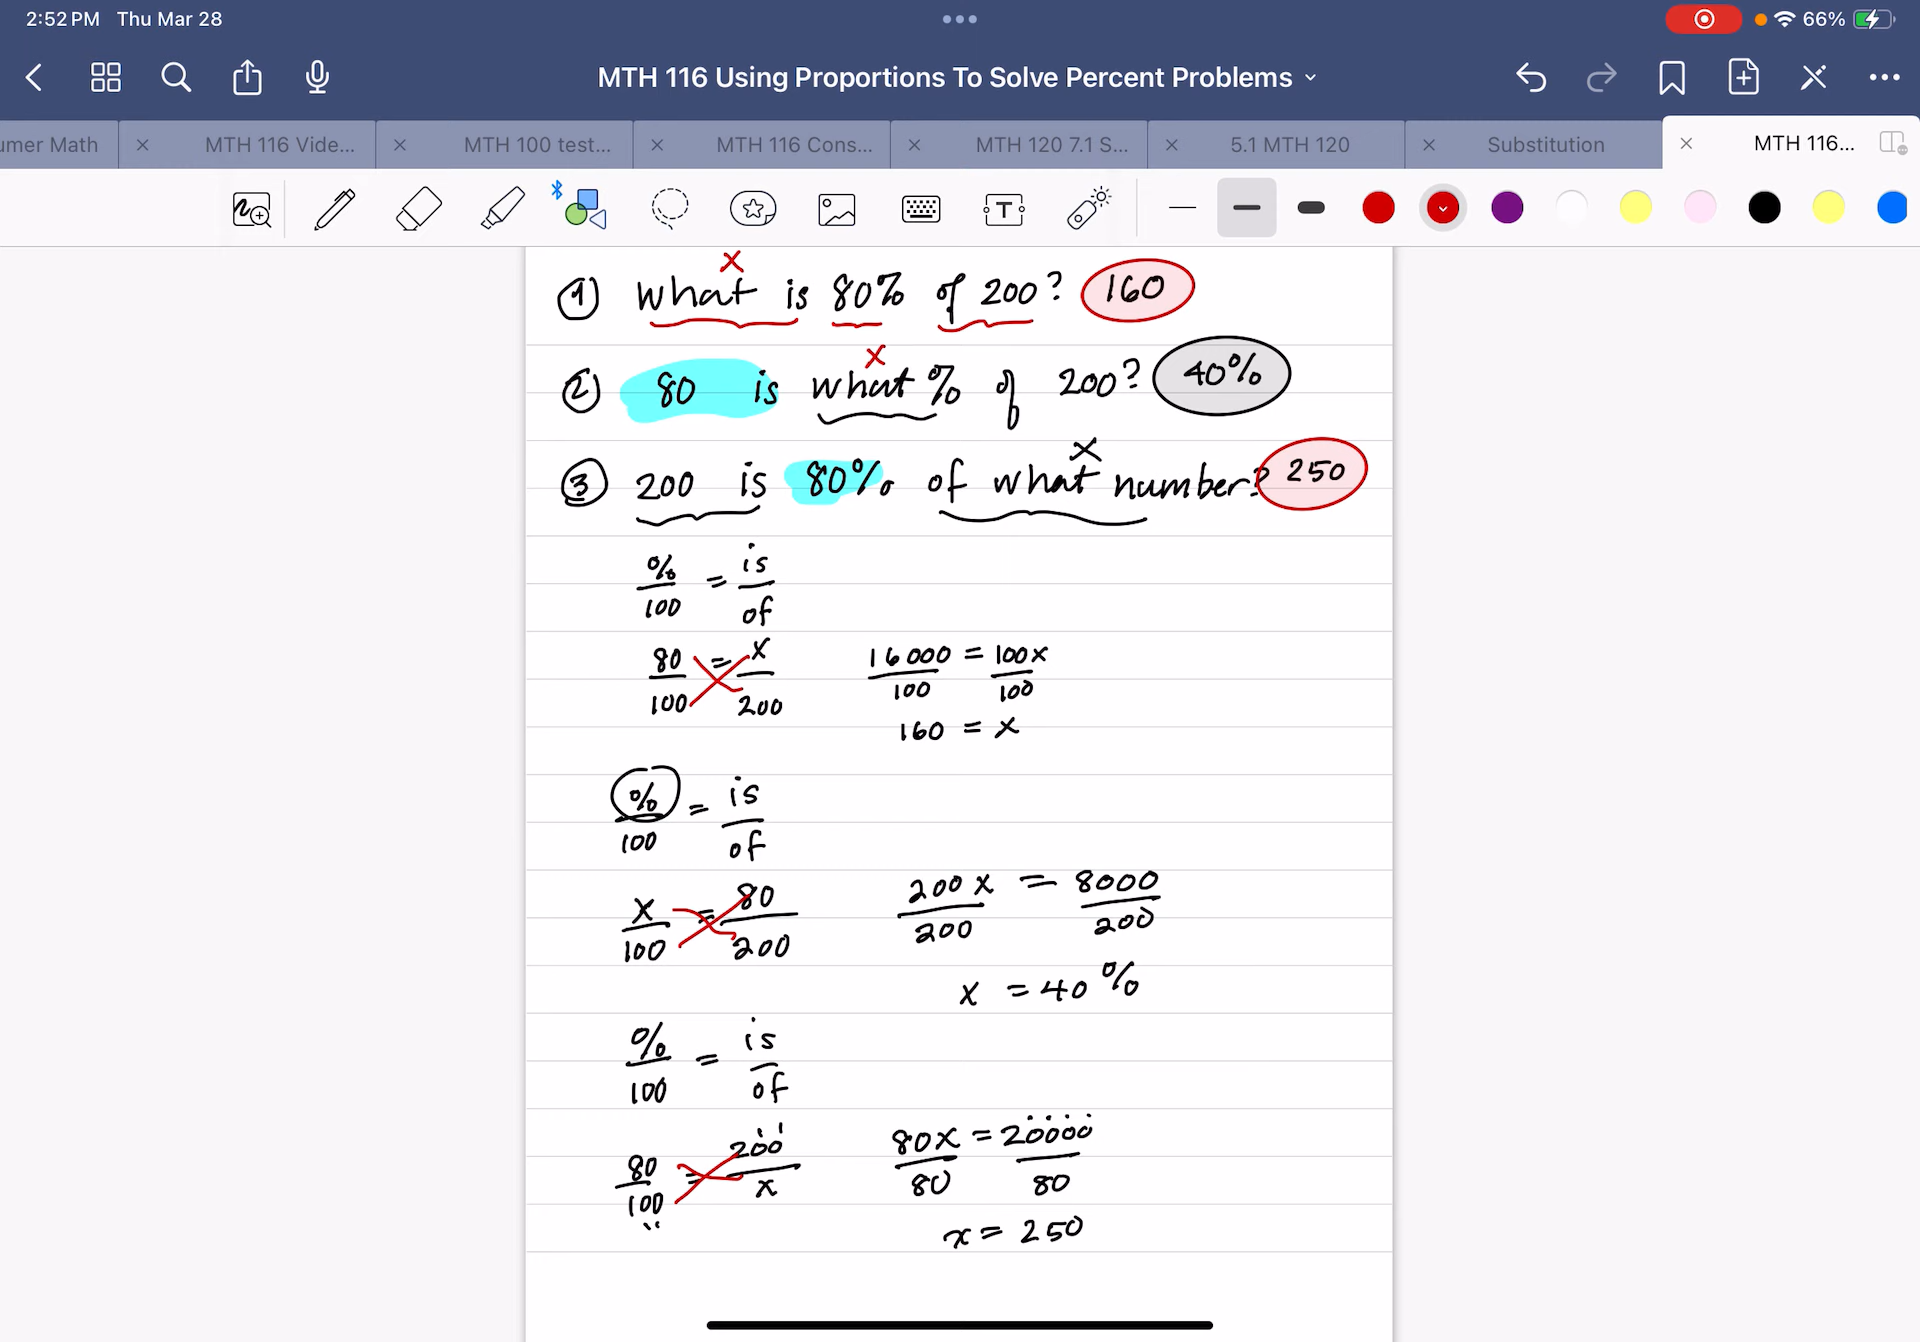 2:52 PM Thu Mar 28
66%
MTH 116 Using Proportions To Solve Percent Problems
umer Math
MTH 116 Vide...
MTH 100 test...
MTH 116 Cons...
MTH 120 7.1 S...
5.1 MTH 120
Substitution
MTH 116...
T
x
① What is 80% of 200? 160
x
② 80 is what % of 200? 40%
x
③ 200 is 80% of what number? 250
%/100 = is/of
80/100 = x/200 16000/100 = 100x/100
160 = x
%/100 = is/of
x/100 = 80/200 200x/200 = 8000/200
x = 40%
%/100 = is/of
80/100 = 200/x 80x/80 = 20000/80
x = 250